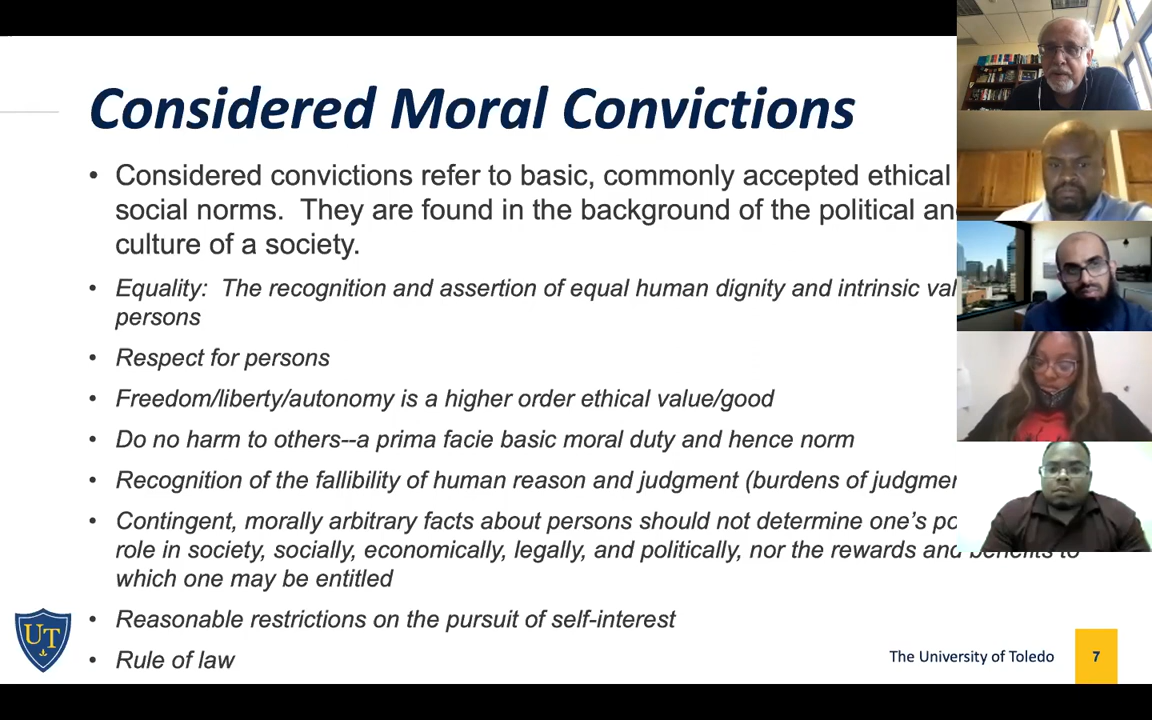 Considered Moral Convictions
• Considered convictions refer to basic, commonly accepted ethical
social norms.  They are found in the background of the political
culture of a society.
• Equality:  The recognition and assertion of equal human dignity and intrinsic
persons
• Respect for persons
• Freedom/liberty/autonomy is a higher order ethical value/good
• Do no harm to others--a prima facie basic moral duty and hence norm
• Recognition of the fallibility of human reason and judgment (burdens of
• Contingent, morally arbitrary facts about persons should not determine one's
role in society, socially, economically, legally, and politically, nor the rewards and benefits to
which one may be entitled
• Reasonable restrictions on the pursuit of self-interest
• Rule of law
UT
The University of Toledo
7